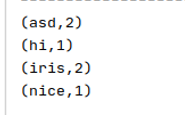 (asd,2)
(hi,1)
(iris,2)
(nice,1)